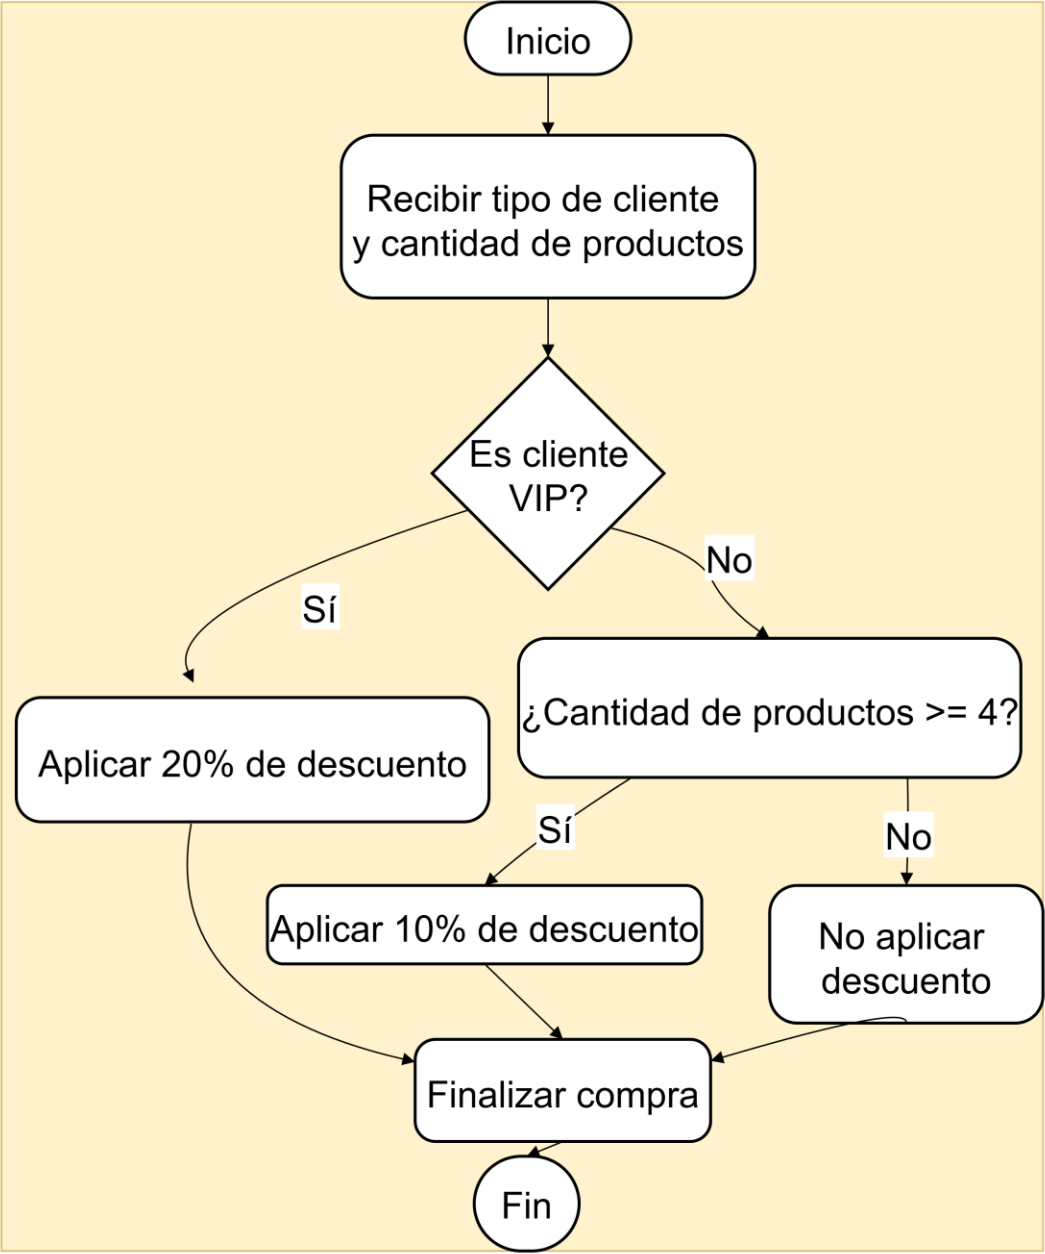 Inicio
Recibir tipo de cliente
y cantidad de productos
Es cliente
VIP?
Sí
No
¿Cantidad de productos >= 4?
Aplicar 20% de descuento
Sí
No
Aplicar 10% de descuento
No aplicar
descuento
Finalizar compra
Fin